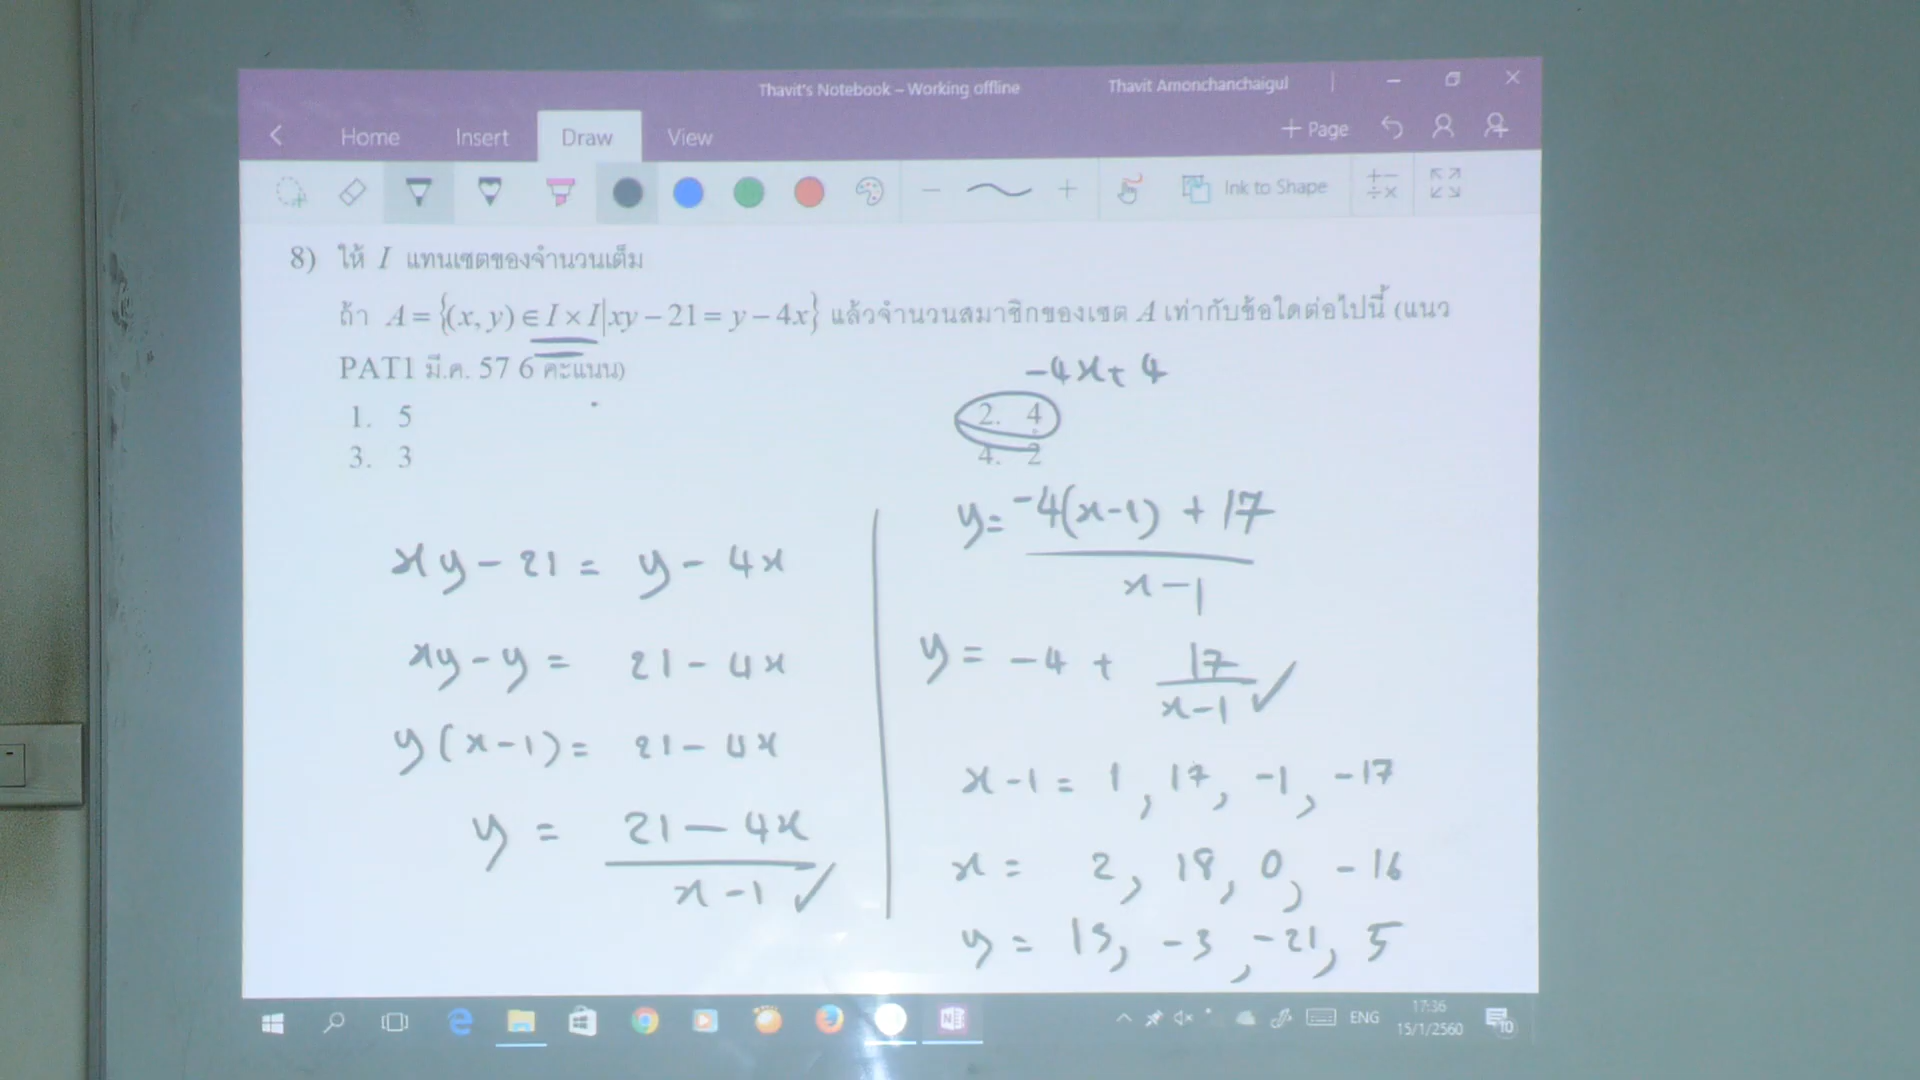 Thavit's Notebook – Working offline Thavit Amonchanchaigul
Home Insert Draw View + Page
Ink to Shape
8) ให้ I แทนเซตของจำนวนเต็ม
ถ้า A = {(x, y) ∈ I × I | xy − 21 = y − 4x} แล้วจำนวนสมาชิกของเซต A เท่ากับข้อใดต่อไปนี้ (แนว
PAT1 มี.ค. 57 6 คะแนน)
-4x + 4
1. 5 2. 4
3. 3 4. 2
xy - 21 = y - 4x
xy - y = 21 - 4x
y(x-1) = 21 - 4x
y = 21 - 4x / x - 1 ✓
y = -4(x-1) + 17 / x - 1
y = -4 + 17 / x-1 ✓
x - 1 = 1, 17, -1, -17
x = 2, 18, 0, -16
y = 13, -3, -21, 5
ENG
17:36
15/1/2560
10